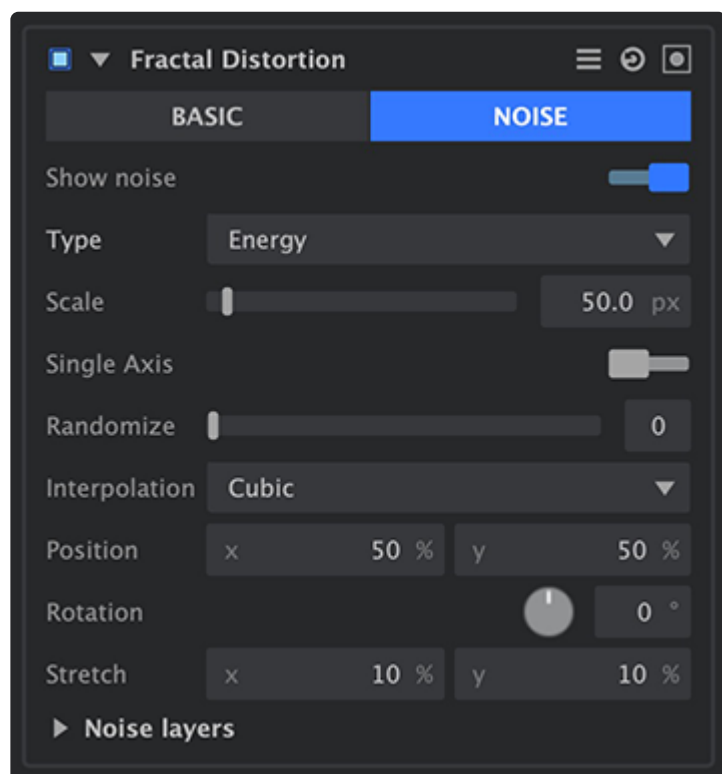 Fractal Distortion
BASIC NOISE
Show noise
Type Energy
Scale 50.0 px
Single Axis
Randomize 0
Interpolation Cubic
Position x 50 % y 50 %
Rotation 0 °
Stretch x 10 % y 10 %
Noise layers